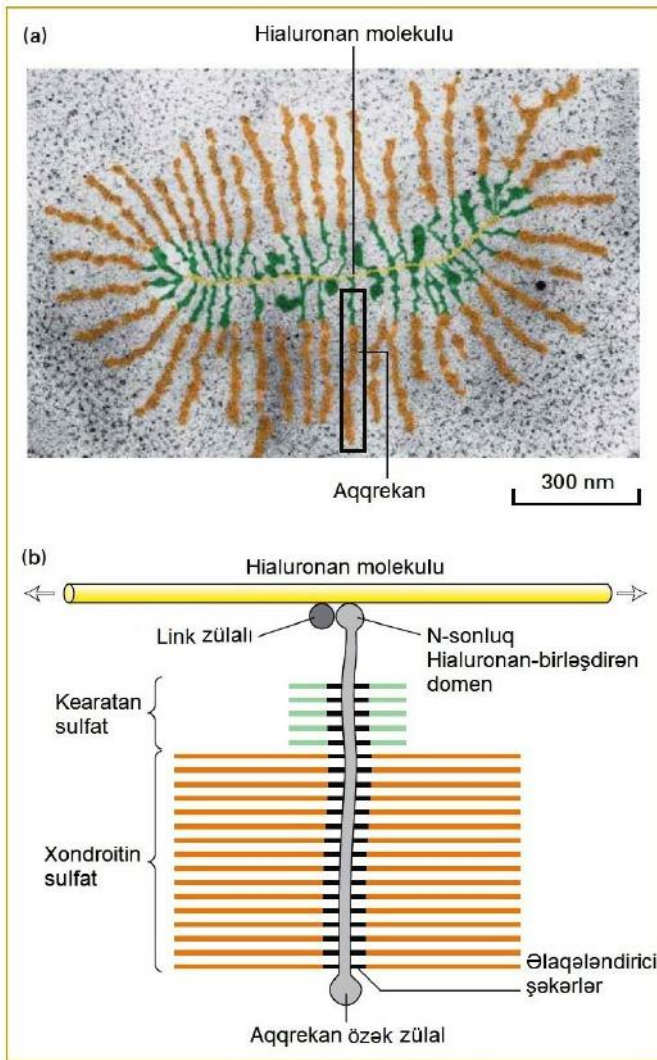 (a)
Hialuronan molekulu
Aqqrekan
300 nm
(b)
Hialuronan molekulu
Link zülalı
N-sonluq
Hialuronan-birləşdirən
domen
Kearatan
sulfat
Xondroitin
sulfat
Əlaqələndirici
şəkərlər
Aqqrekan özək zülal